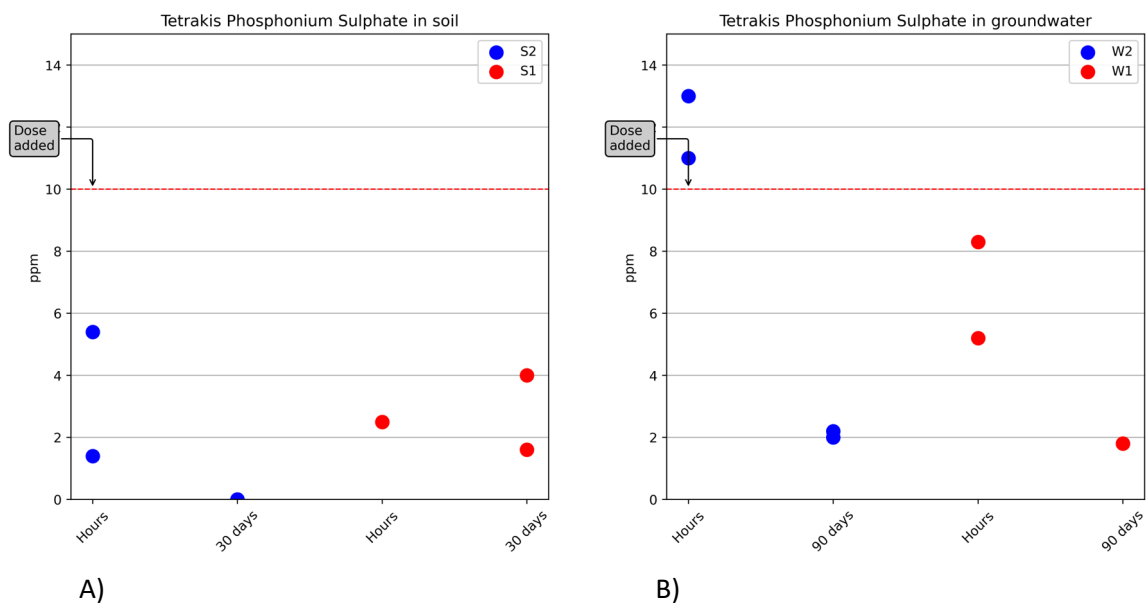 Tetrakis Phosphonium Sulphate in soil
S2
S1
14
Dose
added
10
8
6
4
2
0
ppm
Hours
30 days
Hours
30 days
A)
Tetrakis Phosphonium Sulphate in groundwater
W2
W1
14
Dose
added
10
8
6
4
2
0
ppm
Hours
90 days
Hours
90 days
B)